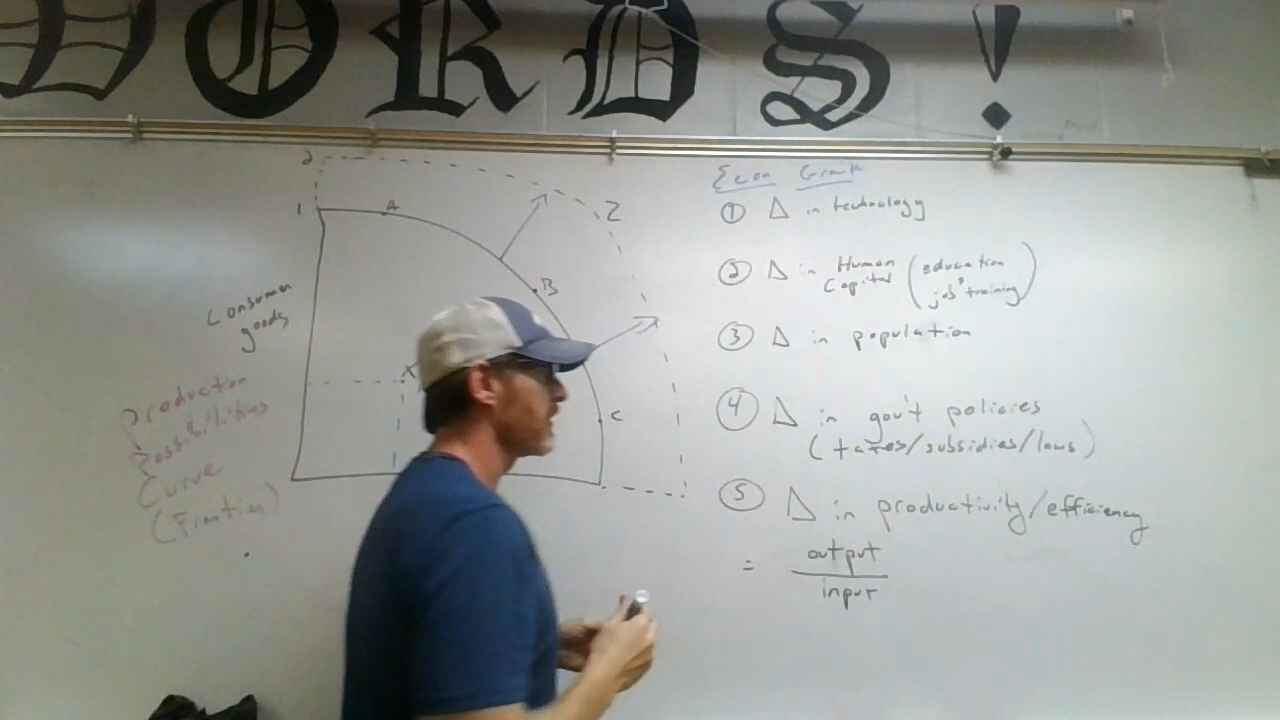 WORDS!
2
1
A
Z
B
X
C
Consumer
goods
Production
Possibilities
Curve
(Frontier)
Econ Growth
① Δ in technology
② Δ in Human Capital (education job training)
③ Δ in population
④ Δ in gov't policies
(taxes/subsidies/laws)
⑤ Δ in productivity/efficiency
= output
input